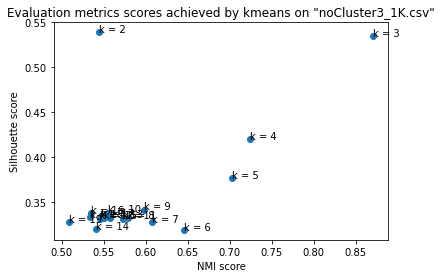 Evaluation metrics scores achieved by kmeans on "noCluster3_1K.csv"
Silhouette score
0.55
0.50
0.45
0.40
0.35
k = 2
k = 3
k = 4
k = 5
k = 9
k = 7
k = 6
k = 14
0.50 0.55 0.60 0.65 0.70 0.75 0.80 0.85
NMI score